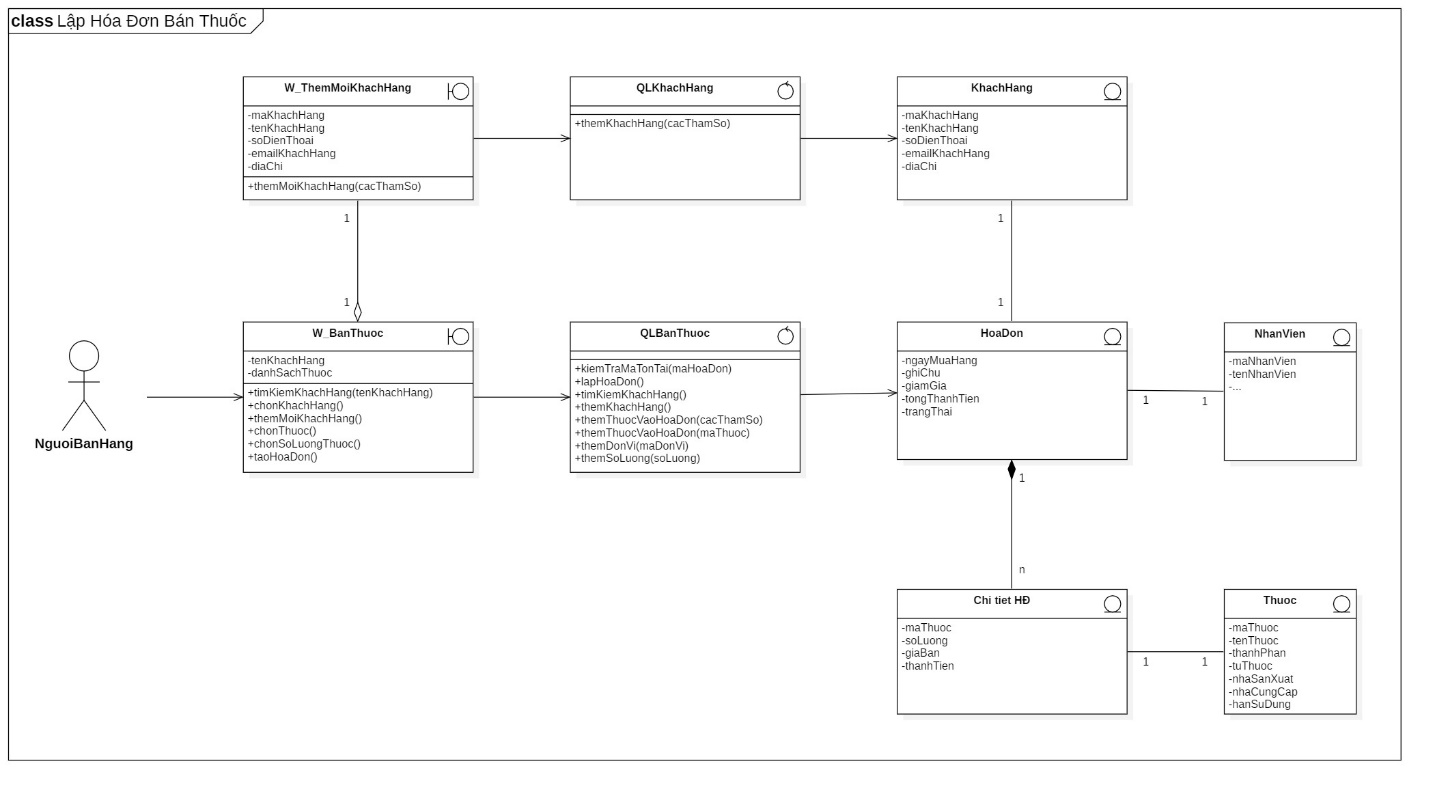 class Lập Hóa Đơn Bán Thuốc
W_ThemMoiKhachHang
-maKhachHang
-tenKhachHang
-soDienThoai
-emailKhachHang
-diaChi
+themMoiKhachHang(cacThamSo)
QLKhachHang
+themKhachHang(cacThamSo)
KhachHang
-maKhachHang
-tenKhachHang
-soDienThoai
-emailKhachHang
-diaChi
1
1
1
1
NguoiBanHang
W_BanThuoc
-tenKhachHang
-danhSachThuoc
+timKiemKhachHang(tenKhachHang)
+chonKhachHang()
+themMoiKhachHang()
+chonThuoc()
+chonSoLuongThuoc()
+taoHoaDon()
QLBanThuoc
+kiemTraMaTonTai(maHoaDon)
+lapHoaDon()
+timKiemKhachHang()
+themKhachHang()
+themThuocVaoHoaDon(cacThamSo)
+themThuocVaoHoaDon(maThuoc)
+themDonVi(maDonVi)
+themSoLuong(soLuong)
HoaDon
-ngayMuaHang
-ghiChu
-giamGia
-tongThanhTien
-trangThai
1
1
NhanVien
-maNhanVien
-tenNhanVien
-...
1
n
Chi tiet HĐ
-maThuoc
-soLuong
-giaBan
-thanhTien
1
1
Thuoc
-maThuoc
-tenThuoc
-thanhPhan
-tuThuoc
-nhaSanXuat
-nhaCungCap
-hanSuDung